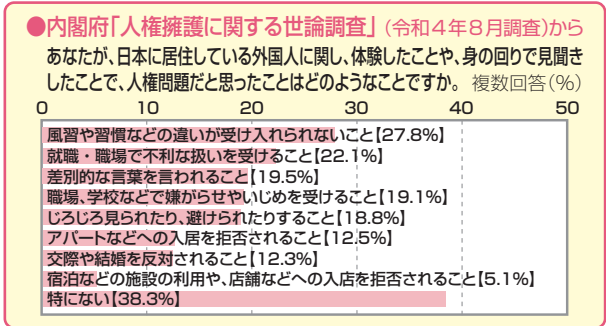 ●内閣府「人権擁護に関する世論調査」(令和4年8月調査)から
あなたが、日本に居住している外国人に関し、体験したことや、身の回りで見聞き
したことで、人権問題だと思ったことはどのようなことですか。 複数回答(%)
0 10 20 30 40 50
風習や習慣などの違いが受け入れられないこと【27.8%】
就職・職場で不利な扱いを受けること【22.1%】
差別的な言葉を言われること【19.5%】
職場、学校などで嫌がらせやいじめを受けること【19.1%】
じろじろ見られたり、避けられたりすること【18.8%】
アパートなどへの入居を拒否されること【12.5%】
交際や結婚を反対されること【12.3%】
宿泊などの施設の利用や、店舗などへの入店を拒否されること【5.1%】
特にない【38.3%】